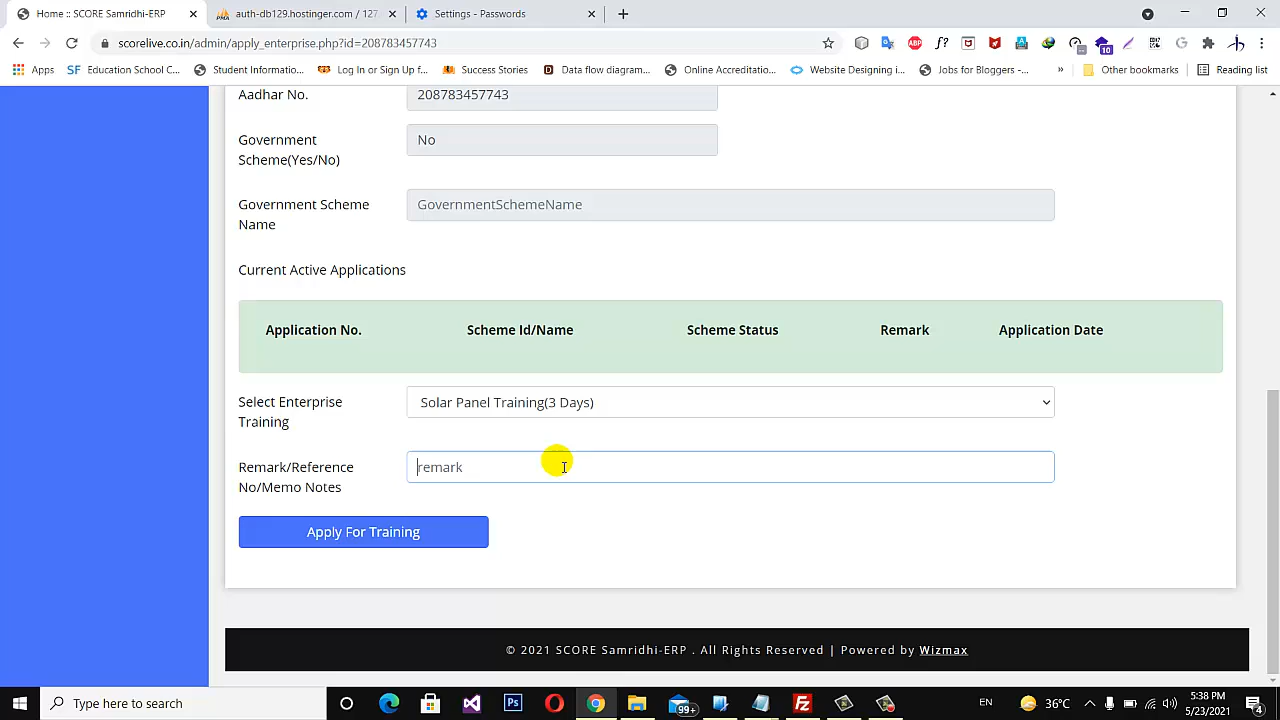 Home :: SCORE Samridhi-ERP
auth-db129.hostinger.com / 127.
Settings - Passwords
scorelive.co.in/admin/apply_enterprise.php?id=208783457743
Apps
Education School C...
Student Informatio...
Log In or Sign Up f...
Success Stories
Data flow diagram...
Online Accreditatio...
Website Designing i...
Jobs for Bloggers -...
Other bookmarks
Reading list
Aadhar No.
208783457743
Government
Scheme(Yes/No)
No
Government Scheme
Name
GovernmentSchemeName
Current Active Applications
Application No. Scheme Id/Name Scheme Status Remark Application Date
Select Enterprise
Training
Solar Panel Training(3 Days)
Remark/Reference
No/Memo Notes
remark
Apply For Training
© 2021 SCORE Samridhi-ERP . All Rights Reserved | Powered by Wizmax
Type here to search
99+
EN
36°C
5:38 PM
5/23/2021
4